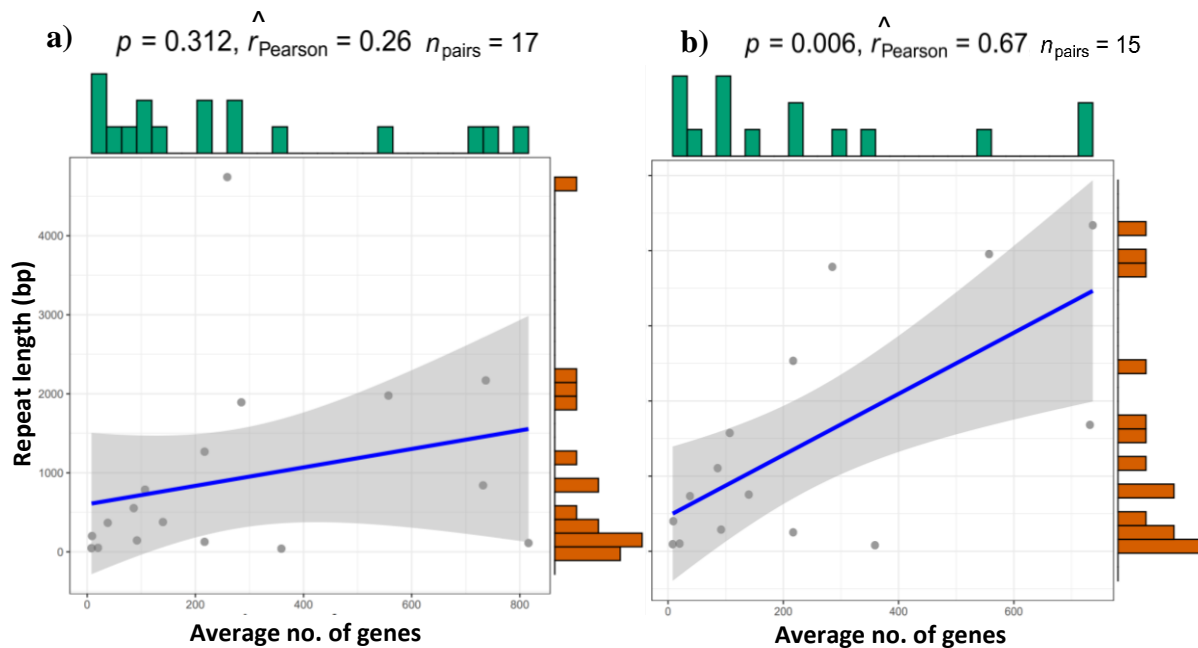 a) p = 0.312, r̂Pearson = 0.26 npairs = 17
b) p = 0.006, r̂Pearson = 0.67 npairs = 15
Repeat length (bp)
4000
3000
2000
1000
0
0 200 400 600 800
Average no. of genes
0 200 400 600
Average no. of genes